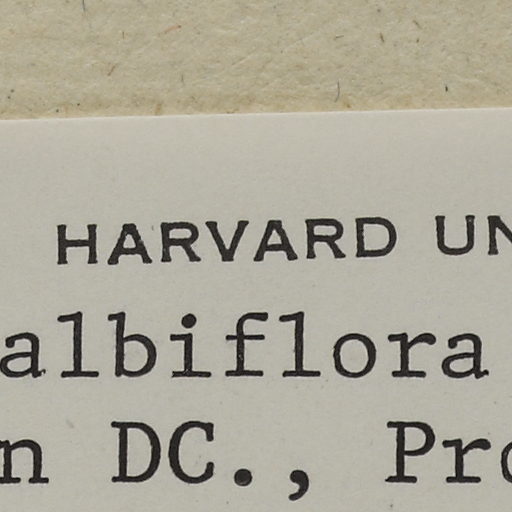 HARVARD UN
albiflora
n DC., Pro